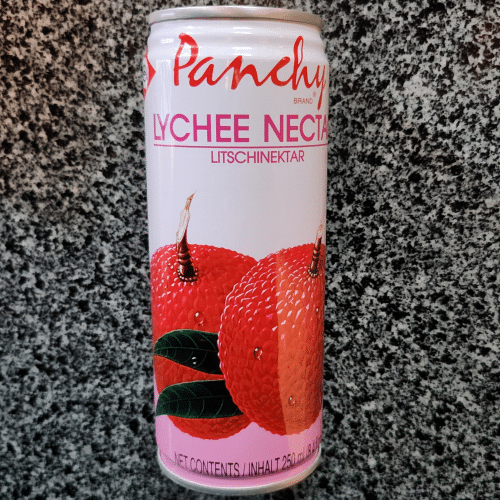 Panchy
BRAND
LYCHEE NECTA
LITSCHINEKTAR
NET CONTENTS / INHALT 250 ml